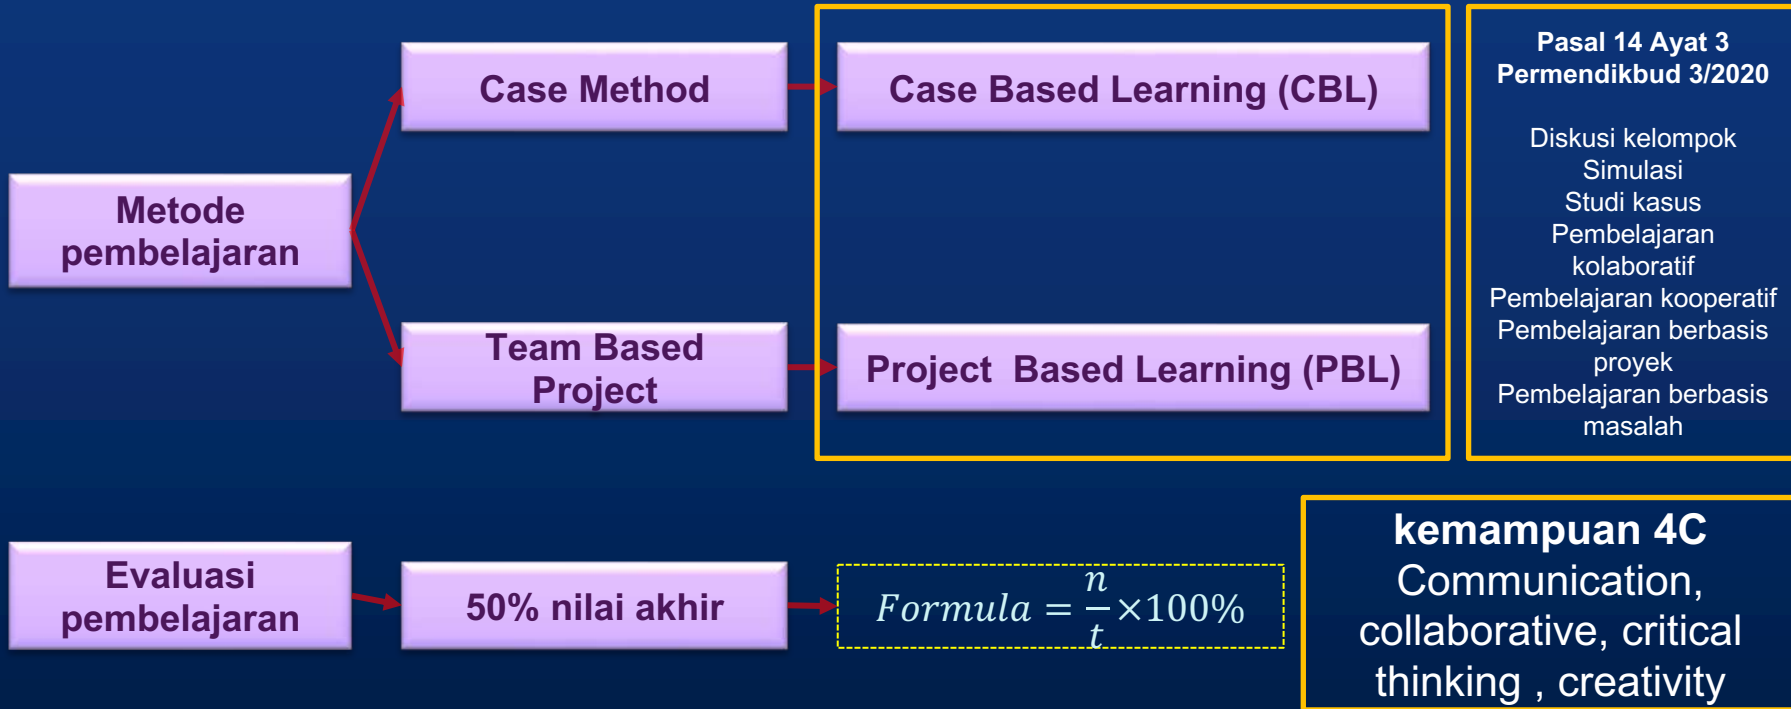 Metode
pembelajaran
Case Method
Case Based Learning (CBL)
Team Based
Project
Project  Based Learning (PBL)
Pasal 14 Ayat 3
Permendikbud 3/2020
Diskusi kelompok
Simulasi
Studi kasus
Pembelajaran
kolaboratif
Pembelajaran kooperatif
Pembelajaran berbasis
proyek
Pembelajaran berbasis
masalah
Evaluasi
pembelajaran
50% nilai akhir
Formula = n/t ×100%
kemampuan 4C
Communication,
collaborative, critical
thinking , creativity